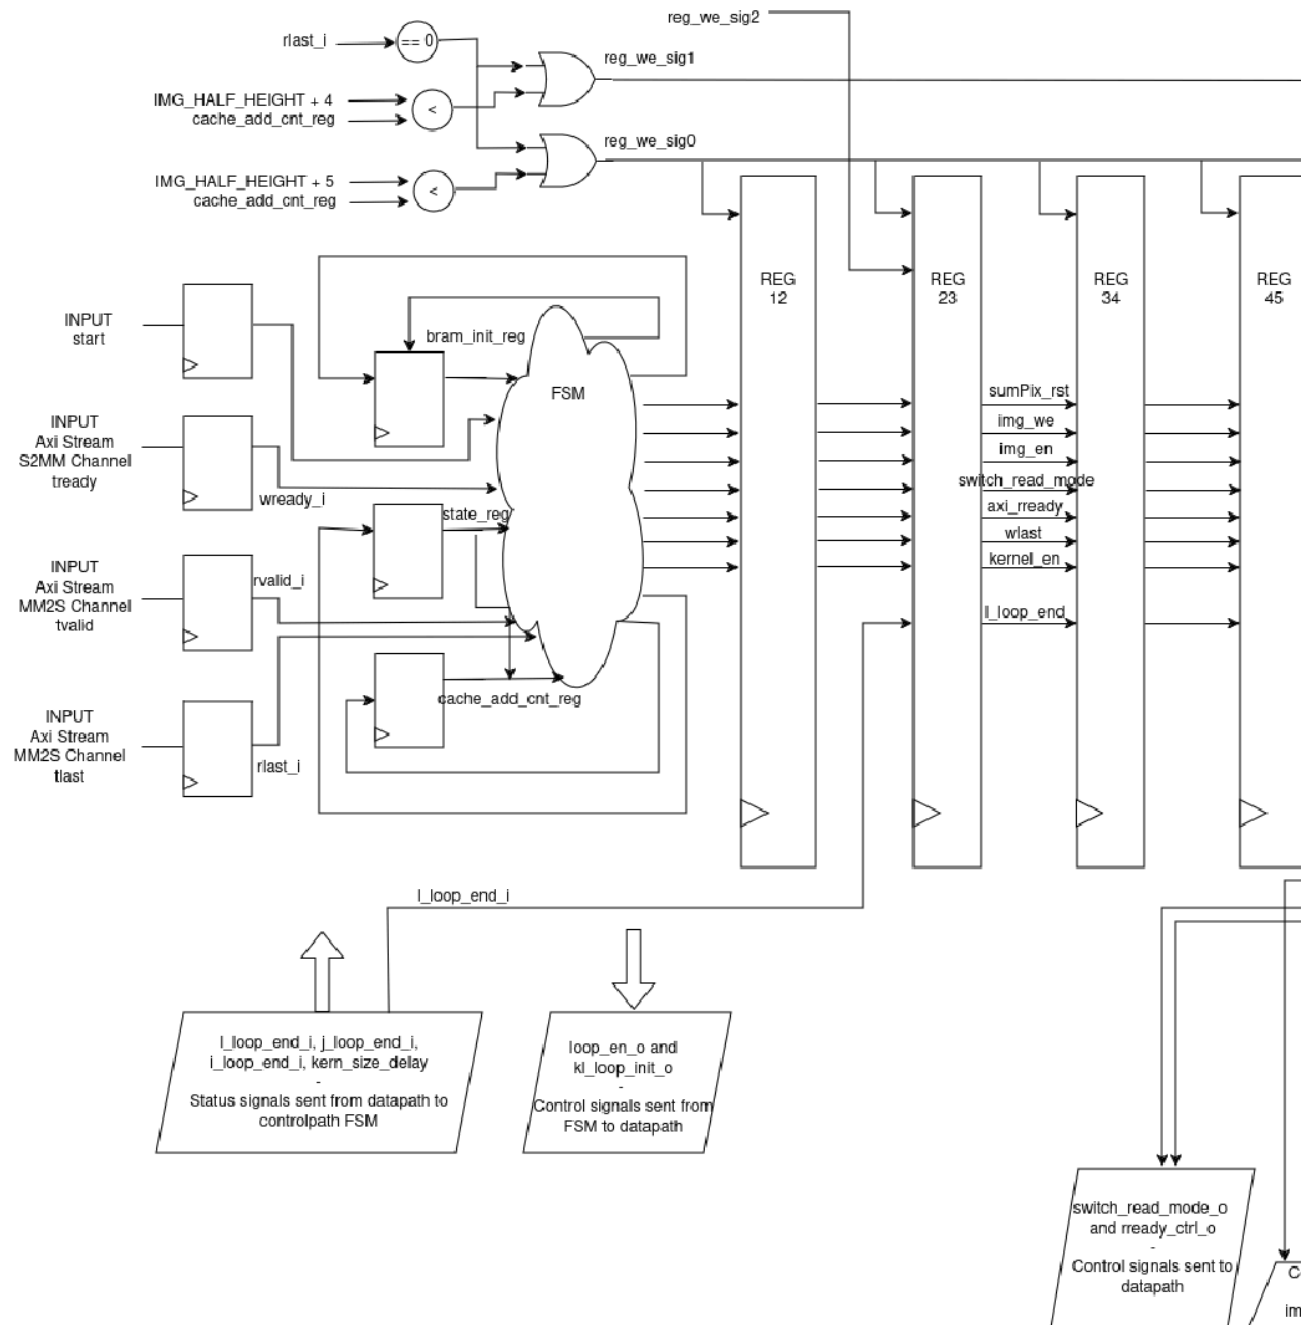 reg_we_sig2
rlast_i
== 0
reg_we_sig1
IMG_HALF_HEIGHT + 4
cache_add_cnt_reg
<
reg_we_sig0
IMG_HALF_HEIGHT + 5
cache_add_cnt_reg
<
REG
12
REG
23
REG
34
REG
45
INPUT
start
bram_init_reg
FSM
INPUT
Axi Stream
S2MM Channel
tready
wready_i
state_reg
INPUT
Axi Stream
MM2S Channel
tvalid
rvalid_i
cache_add_cnt_reg
INPUT
Axi Stream
MM2S Channel
tlast
rlast_i
sumPix_rst
img_we
img_en
switch_read_mode
axi_rready
wlast
kernel_en
l_loop_end
l_loop_end_i
l_loop_end_i, j_loop_end_i,
i_loop_end_i, kern_size_delay
-
Status signals sent from datapath to
controlpath FSM
loop_en_o and
kl_loop_init_o
-
Control signals sent from
FSM to datapath
switch_read_mode_o
and rready_ctrl_o
-
Control signals sent to
datapath
im